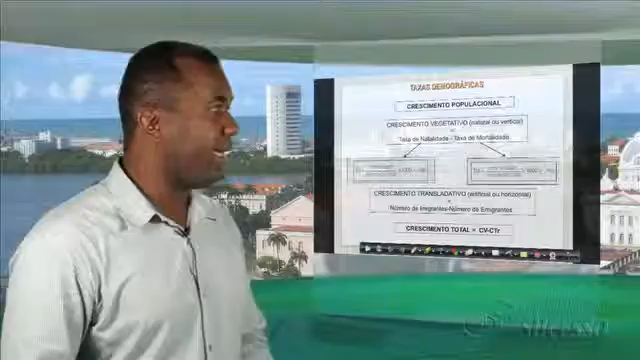 TAXAS DEMOGRÁFICAS
CRESCIMENTO POPULACIONAL
CRESCIMENTO VEGETATIVO (natural ou vertical)
=
Taxa de Natalidade - Taxa de Mortalidade
CRESCIMENTO TRANSLADATIVO (artificial ou horizontal)
=
Número de Imigrantes-Número de Emigrantes
CRESCIMENTO TOTAL = CV-CTr